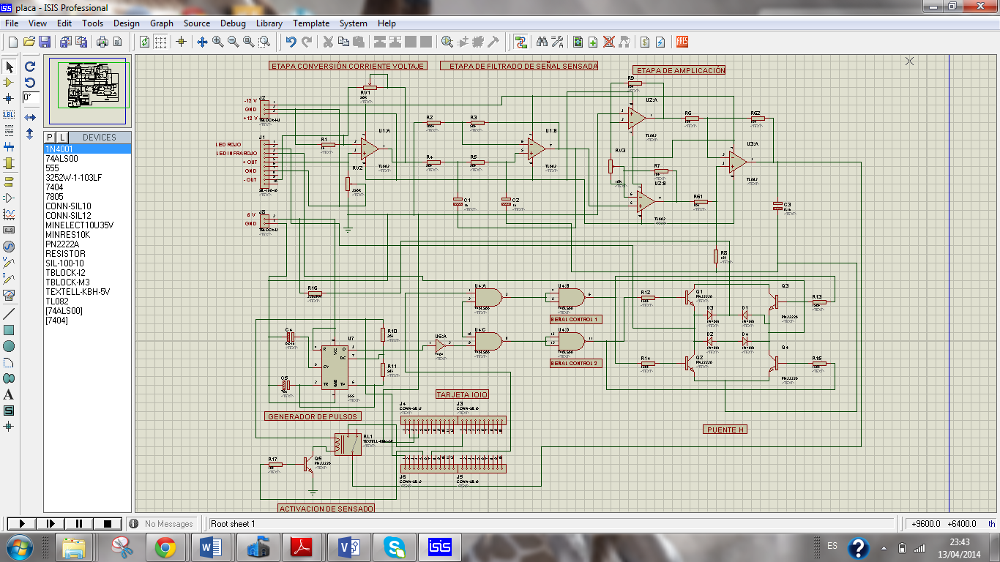 placa - ISIS Professional
File View Edit Tools Design Graph Source Debug Library Template System Help
P L DEVICES
1N4001
74ALS00
555
3252W-1-103LF
7404
7805
CONN-SIL10
CONN-SIL12
MINELECT10U35V
MINRES10K
PN2222A
RESISTOR
SIL-100-10
TBLOCK-I2
TBLOCK-M3
TEXTELL-KBH-5V
TL082
[74ALS00]
[7404]
0°
ETAPA CONVERSIÓN CORRIENTE VOLTAJE
ETAPA DE FILTRADO DE SEÑAL SENSADA
ETAPA DE AMPLICACIÓN
J2
-12 V
GND
+12 V
J1
LED ROJO
LED INFRAROJO
+ OUT
GND
- OUT
J8
6 V
GND
RV1
R1
U1:A
RV2
R2
R3
R4
R5
U1:B
C1
C2
R9
U2:A
RV3
R7
U2:B
R6
R62
U3:A
R61
C3
R8
R16
U4:A
U4:B
SEÑAL CONTROL 1
U4:C
U4:D
SEÑAL CONTROL 2
R12
Q1
Q3
R13
D3
D1
D2
D4
R14
Q2
Q4
R15
PUENTE H
C4
U7
R10
R11
C5
U6:A
GENERADOR DE PULSOS
TARJETA IOIO
J4
J3
J6
J5
RL1
Q5
R17
ACTIVACION DE SENSADO
No Messages
Root sheet 1
+9600.0 +6400.0 th
ES
23:43
13/04/2014